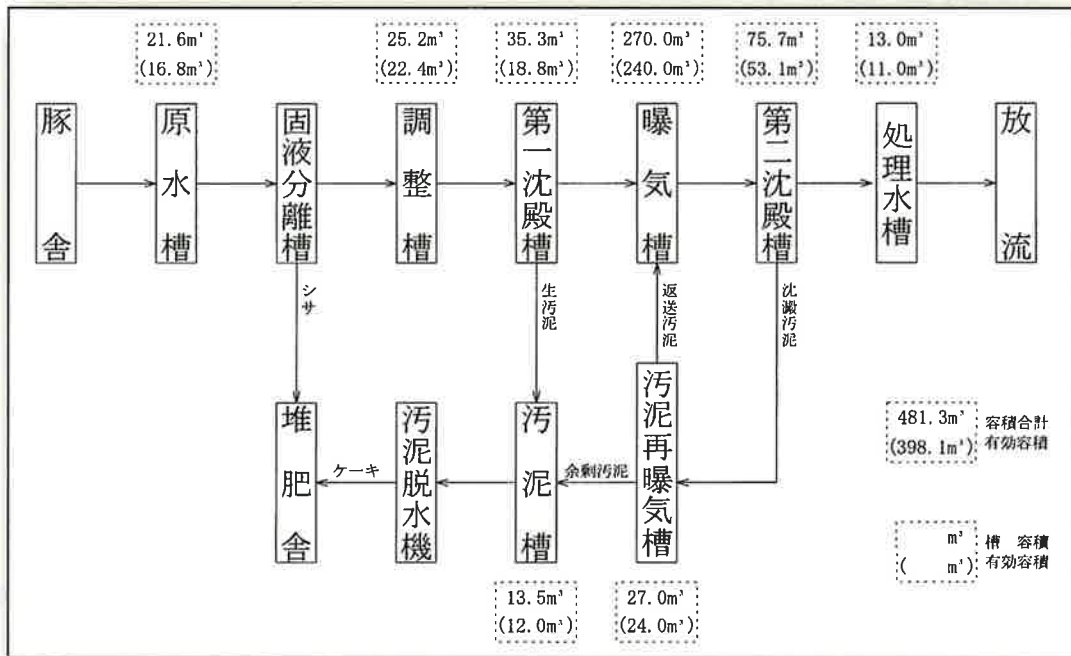 21.6m³
(16.8m³)
25.2m³
(22.4m³)
35.3m³
(18.8m³)
270.0m³
(240.0m³)
75.7m³
(53.1m³)
13.0m³
(11.0m³)
豚舎
原水槽
固液分離槽
調整槽
第一沈殿槽
曝気槽
第二沈殿槽
処理水槽
放流
シサ
生汚泥
返送汚泥
沈澱汚泥
堆肥舎
ケーキ
汚泥脱水機
汚泥槽
余剰汚泥
汚泥再曝気槽
481.3m³ 容積合計
(398.1m³) 有効容積
m³ 槽 容積
( m³) 有効容積
13.5m³
(12.0m³)
27.0m³
(24.0m³)